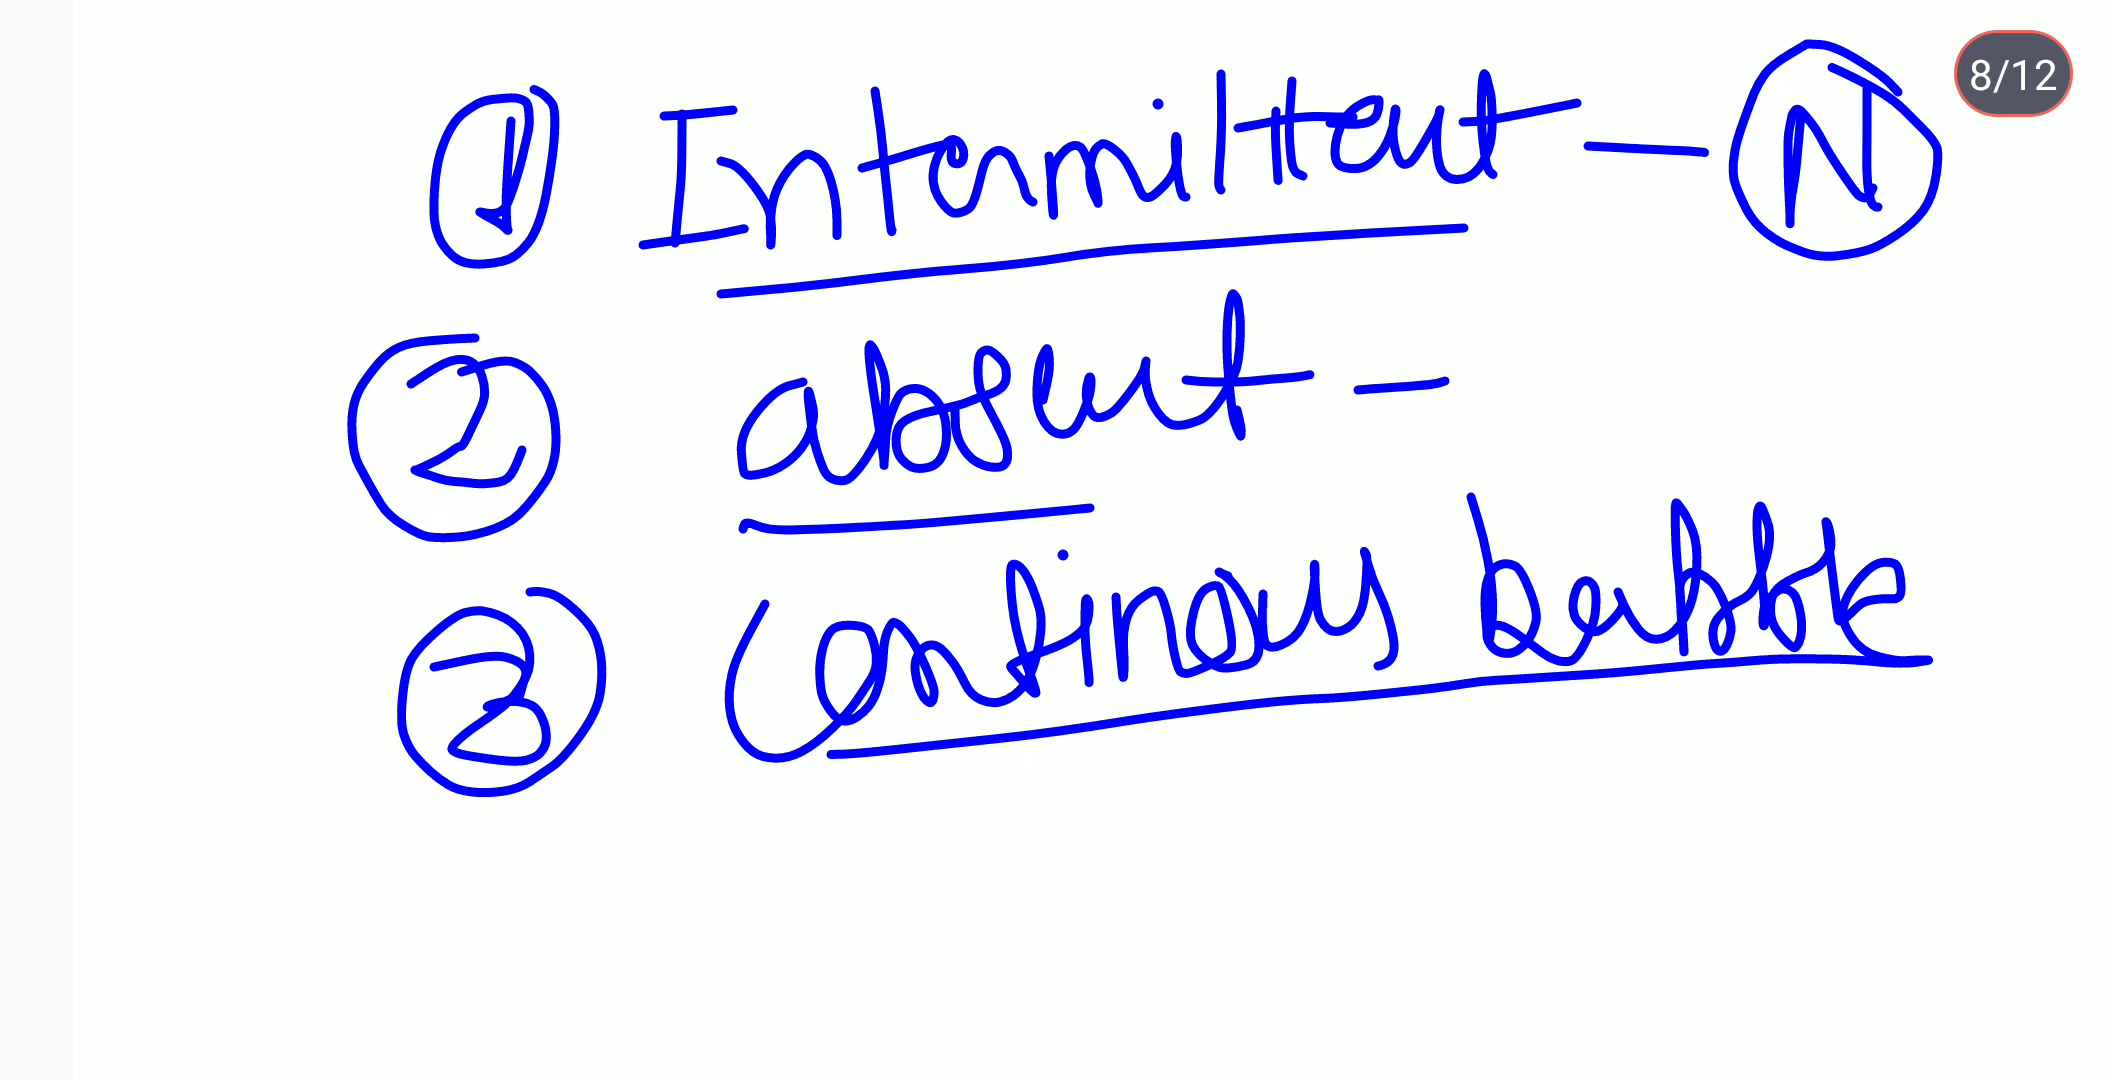 ① Intermittent — Ⓝ 8/12
② absent —
③ Continous bubble